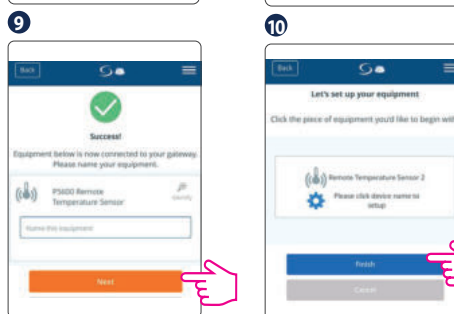 9
Back
Success!
Equipment below is now connected to your gateway.
Please name your equipment.
PS600 Remote
Temperature Sensor
Identify
Name this equipment
Next
10
Back
Let's set up your equipment
Click the piece of equipment you'd like to begin with
Remote Temperature Sensor 2
Please click device name to
setup
Finish
Cancel